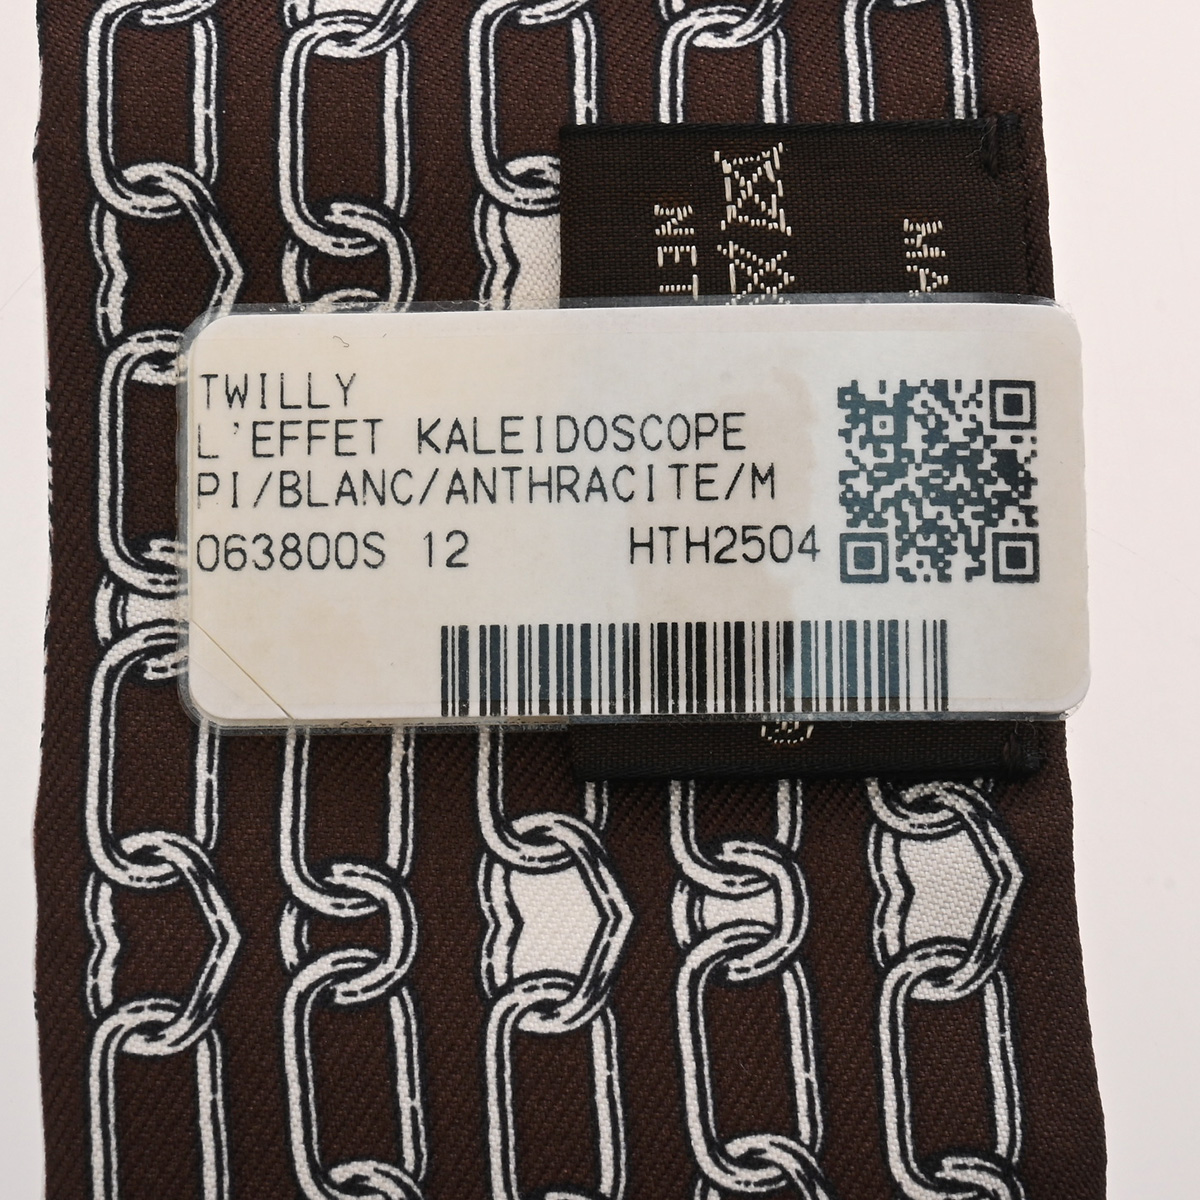 TWILLY
L'EFFET KALEIDOSCOPE
PI/BLANC/ANTHRACITE/M
063800S 12 HTH2504